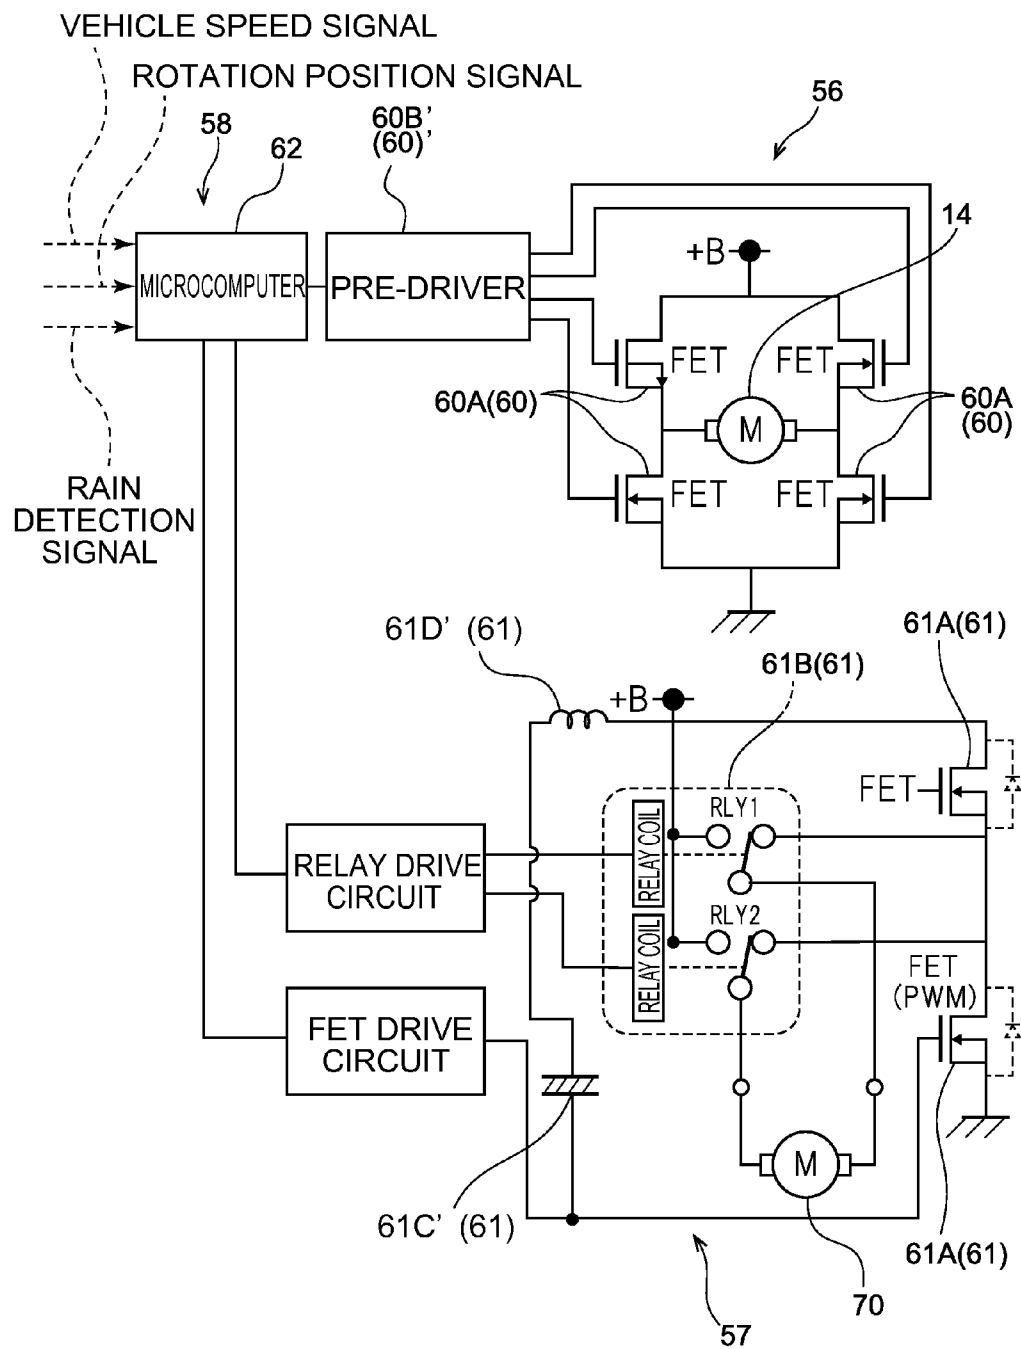 VEHICLE SPEED SIGNAL
ROTATION POSITION SIGNAL
58
62
60B'
(60)'
56
14
+B
MICROCOMPUTER
PRE-DRIVER
FET
FET
60A(60)
M
60A
(60)
FET
FET
RAIN
DETECTION
SIGNAL
61D' (61)
61A(61)
61B(61)
+B
FET
RLY1
RELAY COIL
RELAY DRIVE
CIRCUIT
RLY2
RELAY COIL
FET
(PWM)
FET DRIVE
CIRCUIT
M
61C' (61)
61A(61)
70
57